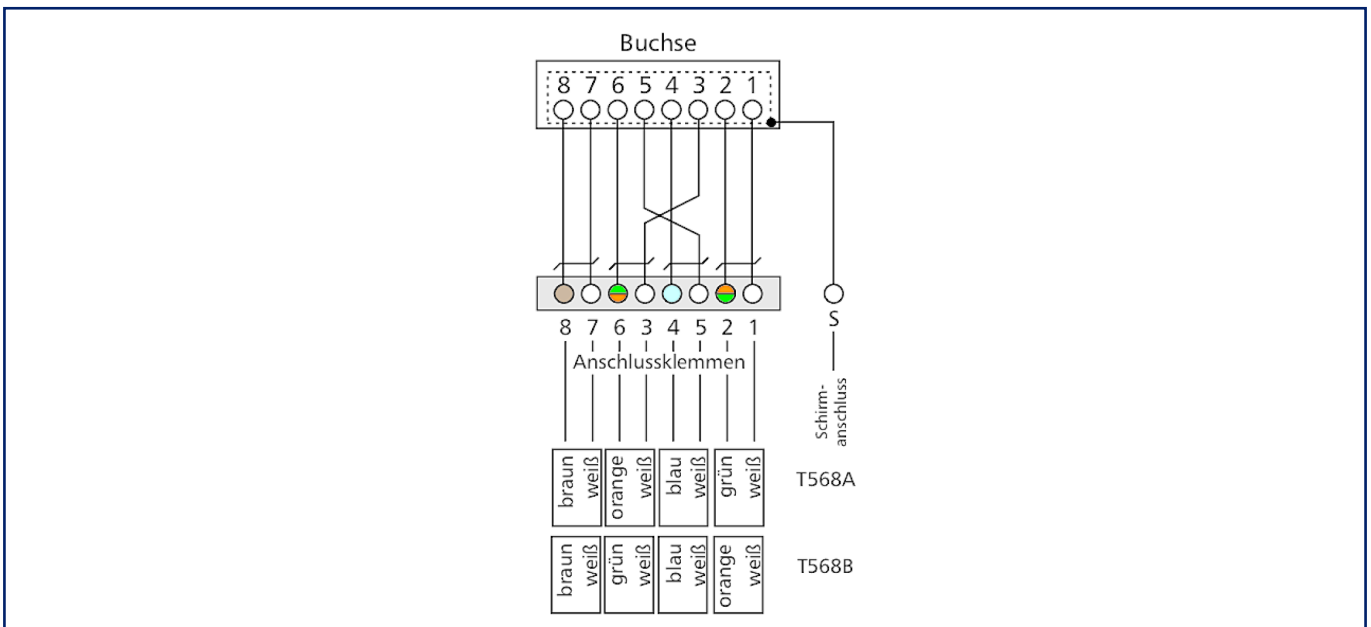 Buchse
8 7 6 5 4 3 2 1
8 7 6 3 4 5 2 1
S
Anschlussklemmen
Schirm-
anschluss
braun weiß orange weiß blau weiß grün weiß T568A
braun weiß grün weiß blau weiß orange weiß T568B